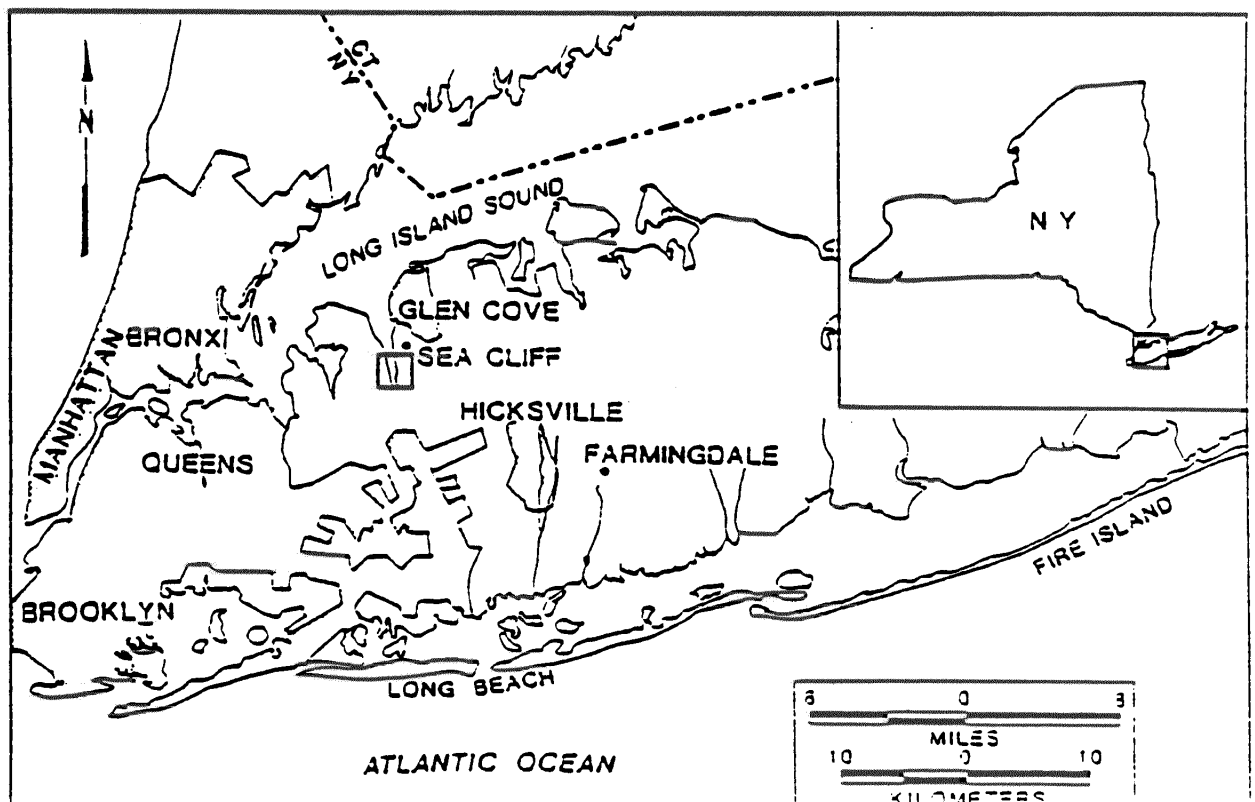 CT
NY
N
LONG ISLAND SOUND
N Y
GLEN COVE
BRONX
SEA CLIFF
MANHATTAN
HICKSVILLE
QUEENS
FARMINGDALE
FIRE ISLAND
BROOKLYN
LONG BEACH
ATLANTIC OCEAN
0
MILES
10 0 10
KILOMETERS